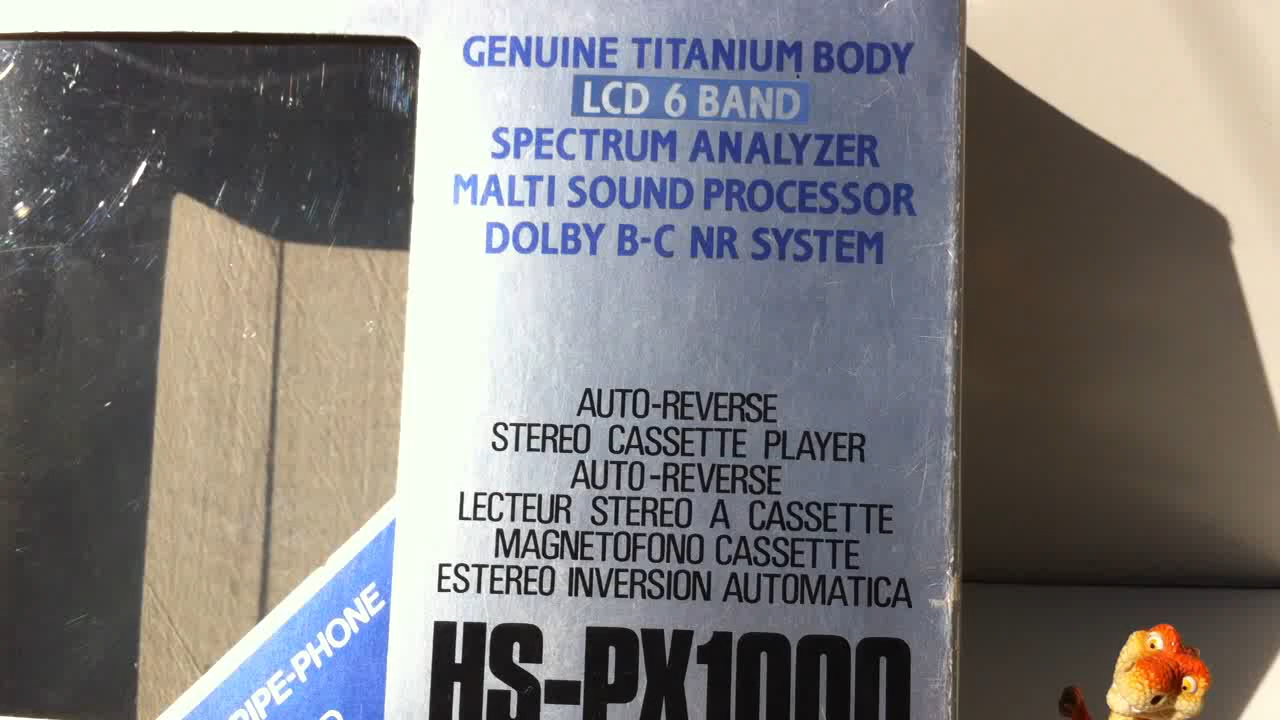 GENUINE TITANIUM BODY
LCD 6 BAND
SPECTRUM ANALYZER
MALTI SOUND PROCESSOR
DOLBY B-C NR SYSTEM
AUTO-REVERSE
STEREO CASSETTE PLAYER
AUTO-REVERSE
LECTEUR STEREO A CASSETTE
MAGNETOFONO CASSETTE
ESTEREO INVERSION AUTOMATICA
HS-PX1000
PIPE-PHONE